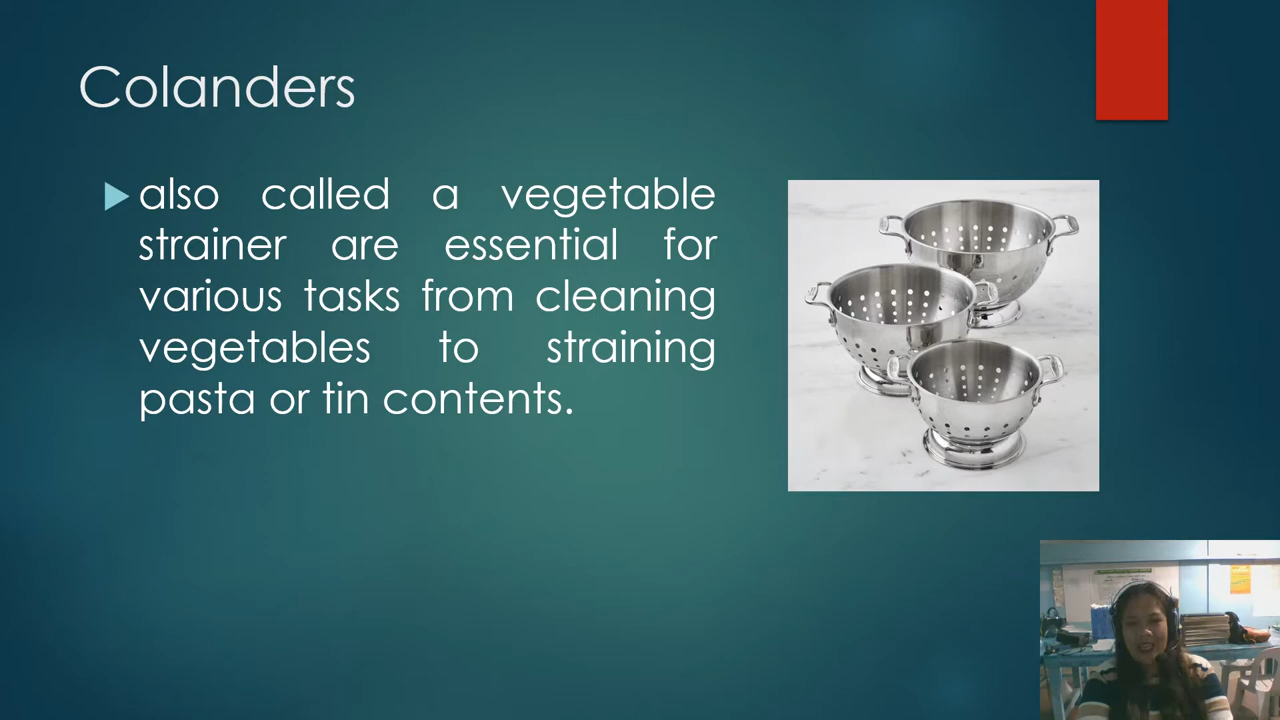 Colanders
also called a vegetable
strainer are essential for
various tasks from cleaning
vegetables to straining
pasta or tin contents.